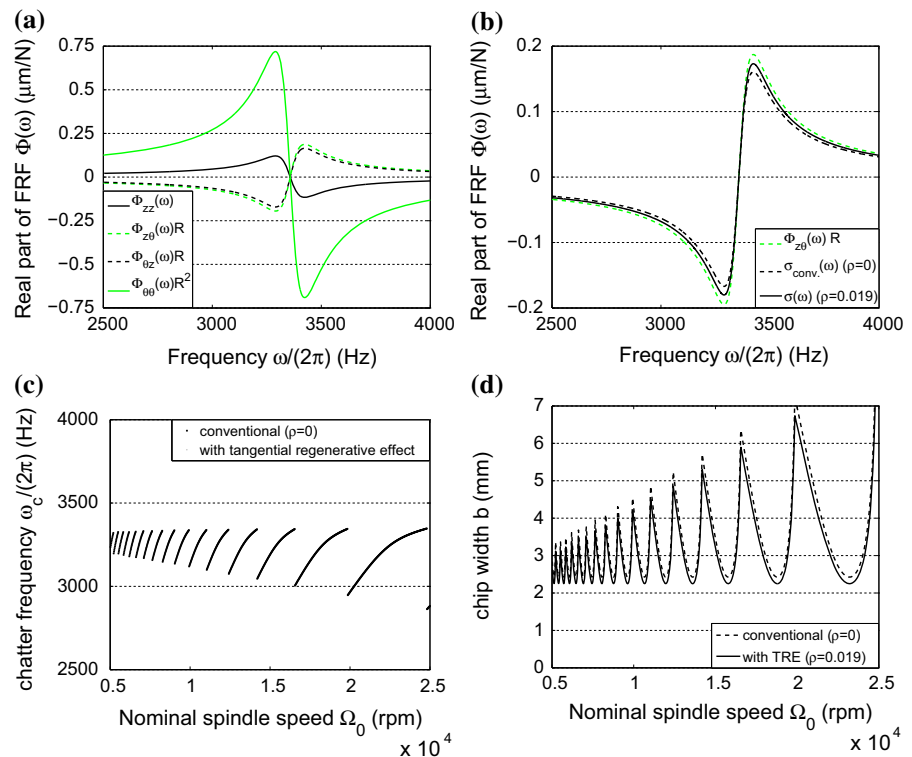 (a)
0.75
0.5
0.25
0
−0.25
−0.5
−0.75
Real part of FRF Φ(ω) (μm/N)
Φzz(ω)
Φzθ(ω)R
Φθz(ω)R
Φθθ(ω)R²
2500 3000 3500 4000
Frequency ω/(2π) (Hz)
(b)
0.2
0.1
0
−0.1
−0.2
Real part of FRF Φ(ω) (μm/N)
Φzθ(ω) R
σconv.(ω) (ρ=0)
σ(ω) (ρ=0.019)
2500 3000 3500 4000
Frequency ω/(2π) (Hz)
(c)
4000
3500
3000
2500
chatter frequency ωc/(2π) (Hz)
conventional (ρ=0)
with tangential regenerative effect
0.5 1 1.5 2 2.5
Nominal spindle speed Ω0 (rpm)
x 10⁴
(d)
7
6
5
4
3
2
1
0
chip width b (mm)
conventional (ρ=0)
with TRE (ρ=0.019)
0.5 1 1.5 2 2.5
Nominal spindle speed Ω0 (rpm)
x 10⁴